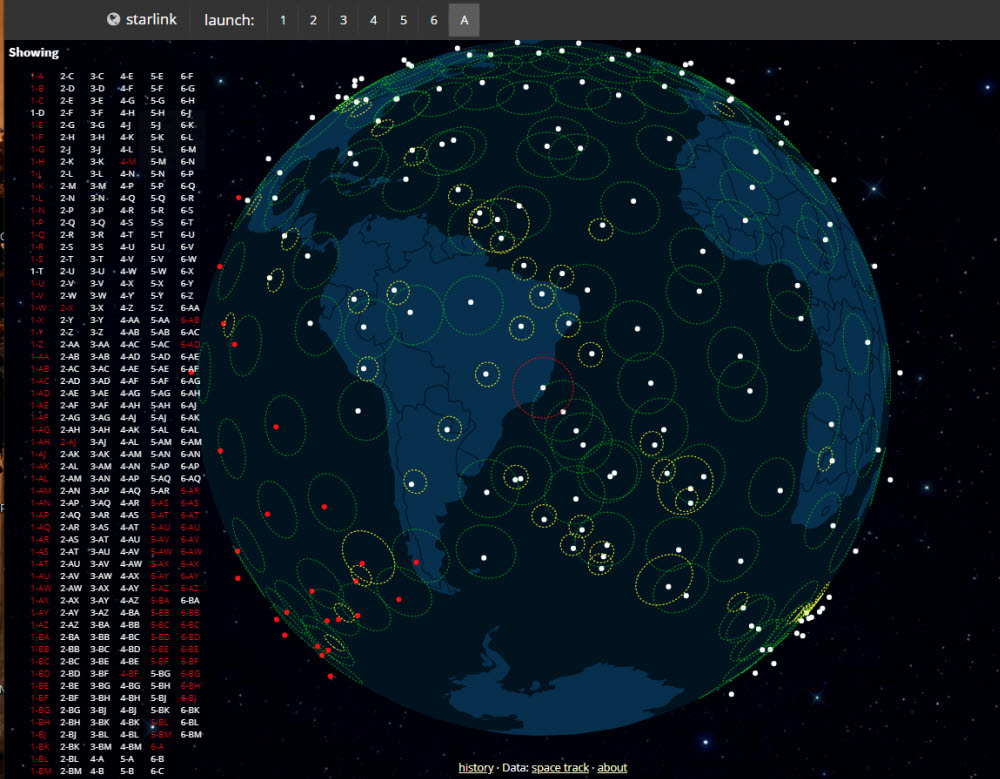 starlink launch: 1 2 3 4 5 6 A
Showing
1-A 2-C 3-C 4-E 5-E 6-F
1-B 2-D 3-D 4-F 5-F 6-G
1-C 2-E 3-E 4-G 5-G 6-H
1-D 2-F 3-F 4-H 5-H 6-J
1-E 2-G 3-G 4-J 5-J 6-K
1-F 2-H 3-H 4-K 5-K 6-L
1-G 2-J 3-J 4-L 5-L 6-M
1-H 2-K 3-K 4-M 5-M 6-N
1-J 2-L 3-L 4-N 5-N 6-P
1-K 2-M 3-M 4-P 5-P 6-Q
1-L 2-N 3-N 4-Q 5-Q 6-R
1-N 2-P 3-P 4-R 5-R 6-S
1-P 2-Q 3-Q 4-S 5-S 6-T
1-Q 2-R 3-R 4-T 5-T 6-U
1-R 2-S 3-S 4-U 5-U 6-V
1-S 2-T 3-T 4-V 5-V 6-W
1-T 2-U 3-U 4-W 5-W 6-X
1-U 2-V 3-V 4-X 5-X 6-Y
1-V 2-W 3-W 4-Y 5-Y 6-Z
1-W 2-X 3-X 4-Z 5-Z 6-AA
1-X 2-Y 3-Y 4-AA 5-AA 6-AB
1-Y 2-Z 3-Z 4-AB 5-AB 6-AC
1-Z 2-AA 3-AA 4-AC 5-AC 6-AD
1-AA 2-AB 3-AB 4-AD 5-AD 6-AE
1-AB 2-AC 3-AC 4-AE 5-AE 6-AF
1-AC 2-AD 3-AD 4-AF 5-AF 6-AG
1-AD 2-AE 3-AE 4-AG 5-AG 6-AH
1-AE 2-AF 3-AF 4-AH 5-AH 6-AJ
1-AF 2-AG 3-AG 4-AJ 5-AJ 6-AK
1-AG 2-AH 3-AH 4-AK 5-AK 6-AL
1-AH 2-AJ 3-AJ 4-AL 5-AM 6-AM
1-AJ 2-AK 3-AK 4-AM 5-AN 6-AN
1-AK 2-AL 3-AM 4-AN 5-AP 6-AP
1-AL 2-AM 3-AN 4-AP 5-AQ 6-AQ
1-AM 2-AN 3-AP 4-AQ 5-AR 6-AR
1-AN 2-AP 3-AQ 4-AR 5-AS 6-AS
1-AP 2-AQ 3-AR 4-AS 5-AT 6-AT
1-AQ 2-AR 3-AS 4-AT 5-AU 6-AU
1-AR 2-AS 3-AT 4-AU 5-AV 6-AV
1-AS 2-AT 3-AU 4-AV 5-AW 6-AW
1-AT 2-AU 3-AV 4-AW 5-AX 6-AX
1-AU 2-AV 3-AW 4-AX 5-AY 6-AY
1-AW 2-AW 3-AX 4-AY 5-AZ 6-AZ
1-AX 2-AX 3-AY 4-AZ 5-BA 6-BA
1-AY 2-AY 3-AZ 4-BA 5-BB 6-BB
1-AZ 2-AZ 3-BA 4-BB 5-BC 6-BC
1-BA 2-BA 3-BB 4-BC 5-BD 6-BD
1-BB 2-BB 3-BC 4-BD 5-BE 6-BE
1-BC 2-BC 3-BE 4-BE 5-BF 6-BF
1-BD 2-BD 3-BF 4-BF 5-BG 6-BG
1-BE 2-BE 3-BG 4-BG 5-BH 6-BH
1-BF 2-BF 3-BH 4-BH 5-BJ 6-BJ
1-BG 2-BG 3-BJ 4-BJ 5-BK 6-BK
1-BH 2-BH 3-BK 4-BK 5-BL 6-BL
1-BJ 2-BJ 3-BL 4-BL 5-BM 6-BM
1-BK 2-BK 3-BM 4-BM 6-A
1-BL 2-BL 4-A 5-A 6-B
1-BM 2-BM 4-B 5-B 6-C
history · Data: space track · about